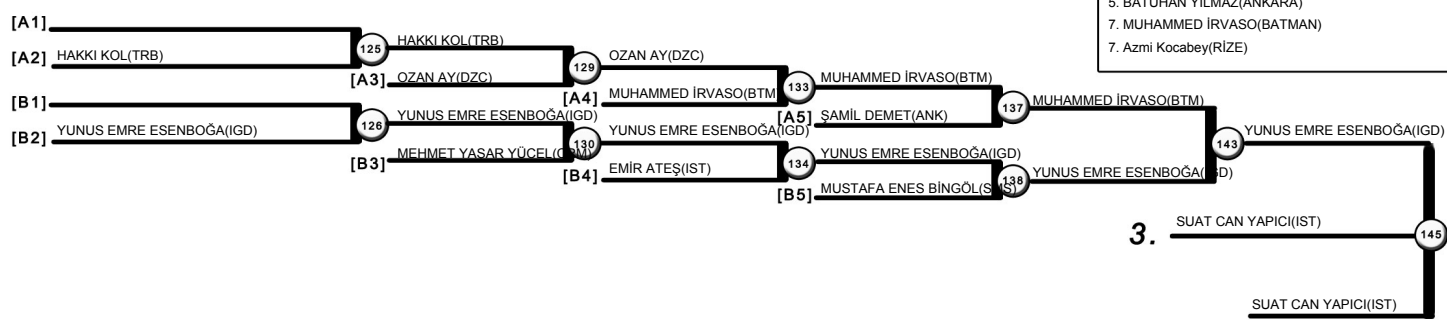 5. BATUHAN YILMAZ(ANKARA)
7. MUHAMMED İRVASO(BATMAN)
7. Azmi Kocabey(RİZE)
[A1]
[A2] HAKKI KOL(TRB)
125
HAKKI KOL(TRB)
[A3] OZAN AY(DZC)
129
OZAN AY(DZC)
[A4] MUHAMMED İRVASO(BTM
133
MUHAMMED İRVASO(BTM)
[A5] ŞAMİL DEMET(ANK)
137
MUHAMMED İRVASO(BTM)
[B1]
[B2] YUNUS EMRE ESENBOĞA(IGD)
126
YUNUS EMRE ESENBOĞA(IGD)
[B3] MEHMET YASAR YÜCEL
130
YUNUS EMRE ESENBOĞA(IGD)
[B4] EMİR ATEŞ(IST)
134
YUNUS EMRE ESENBOĞA(IGD)
[B5] MUSTAFA ENES BİNGÖL
138
YUNUS EMRE ESENBOĞA
143
YUNUS EMRE ESENBOĞA(IGD)
3. SUAT CAN YAPICI(IST)
145
SUAT CAN YAPICI(IST)